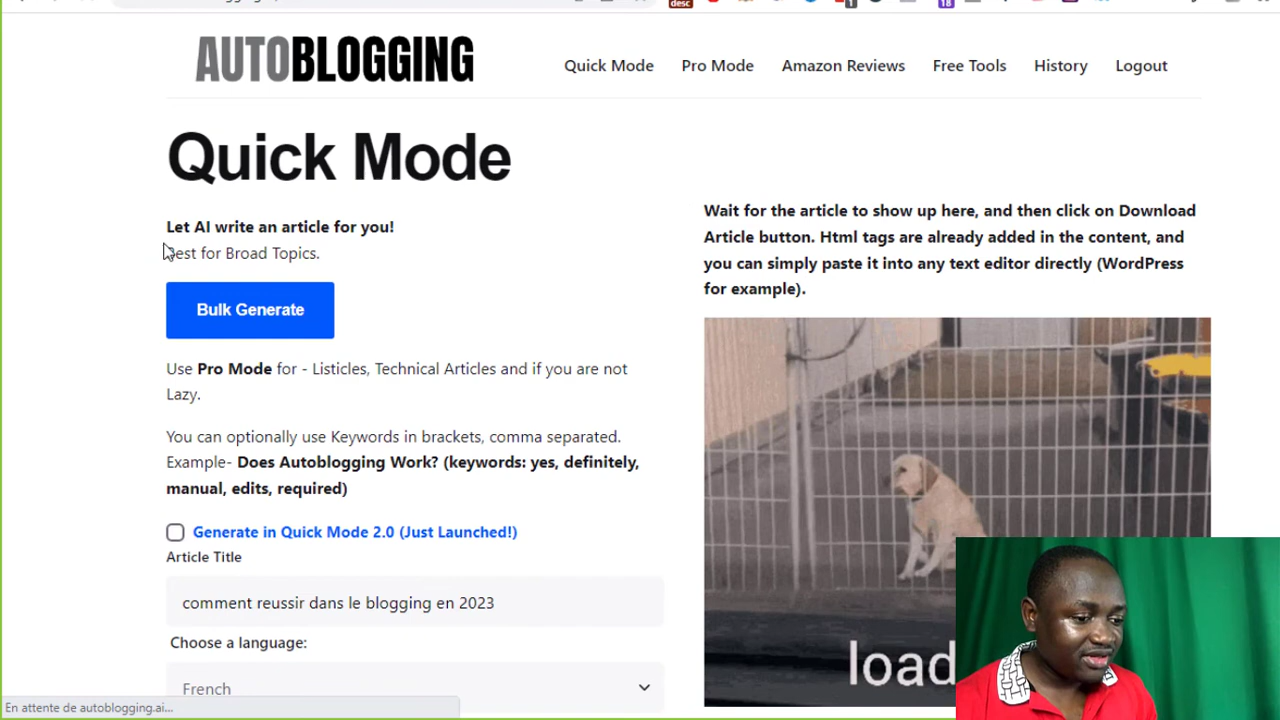 desc
1
18
AUTOBLOGGING
Quick Mode
Pro Mode
Amazon Reviews
Free Tools
History
Logout
Quick Mode
Let AI write an article for you!
Best for Broad Topics.
Bulk Generate
Use Pro Mode for - Listicles, Technical Articles and if you are not
Lazy.
You can optionally use Keywords in brackets, comma separated.
Example- Does Autoblogging Work? (keywords: yes, definitely,
manual, edits, required)
Generate in Quick Mode 2.0 (Just Launched!)
Article Title
comment reussir dans le blogging en 2023
Choose a language:
French
Wait for the article to show up here, and then click on Download
Article button. Html tags are already added in the content, and
you can simply paste it into any text editor directly (WordPress
for example).
load
En attente de autoblogging.ai...